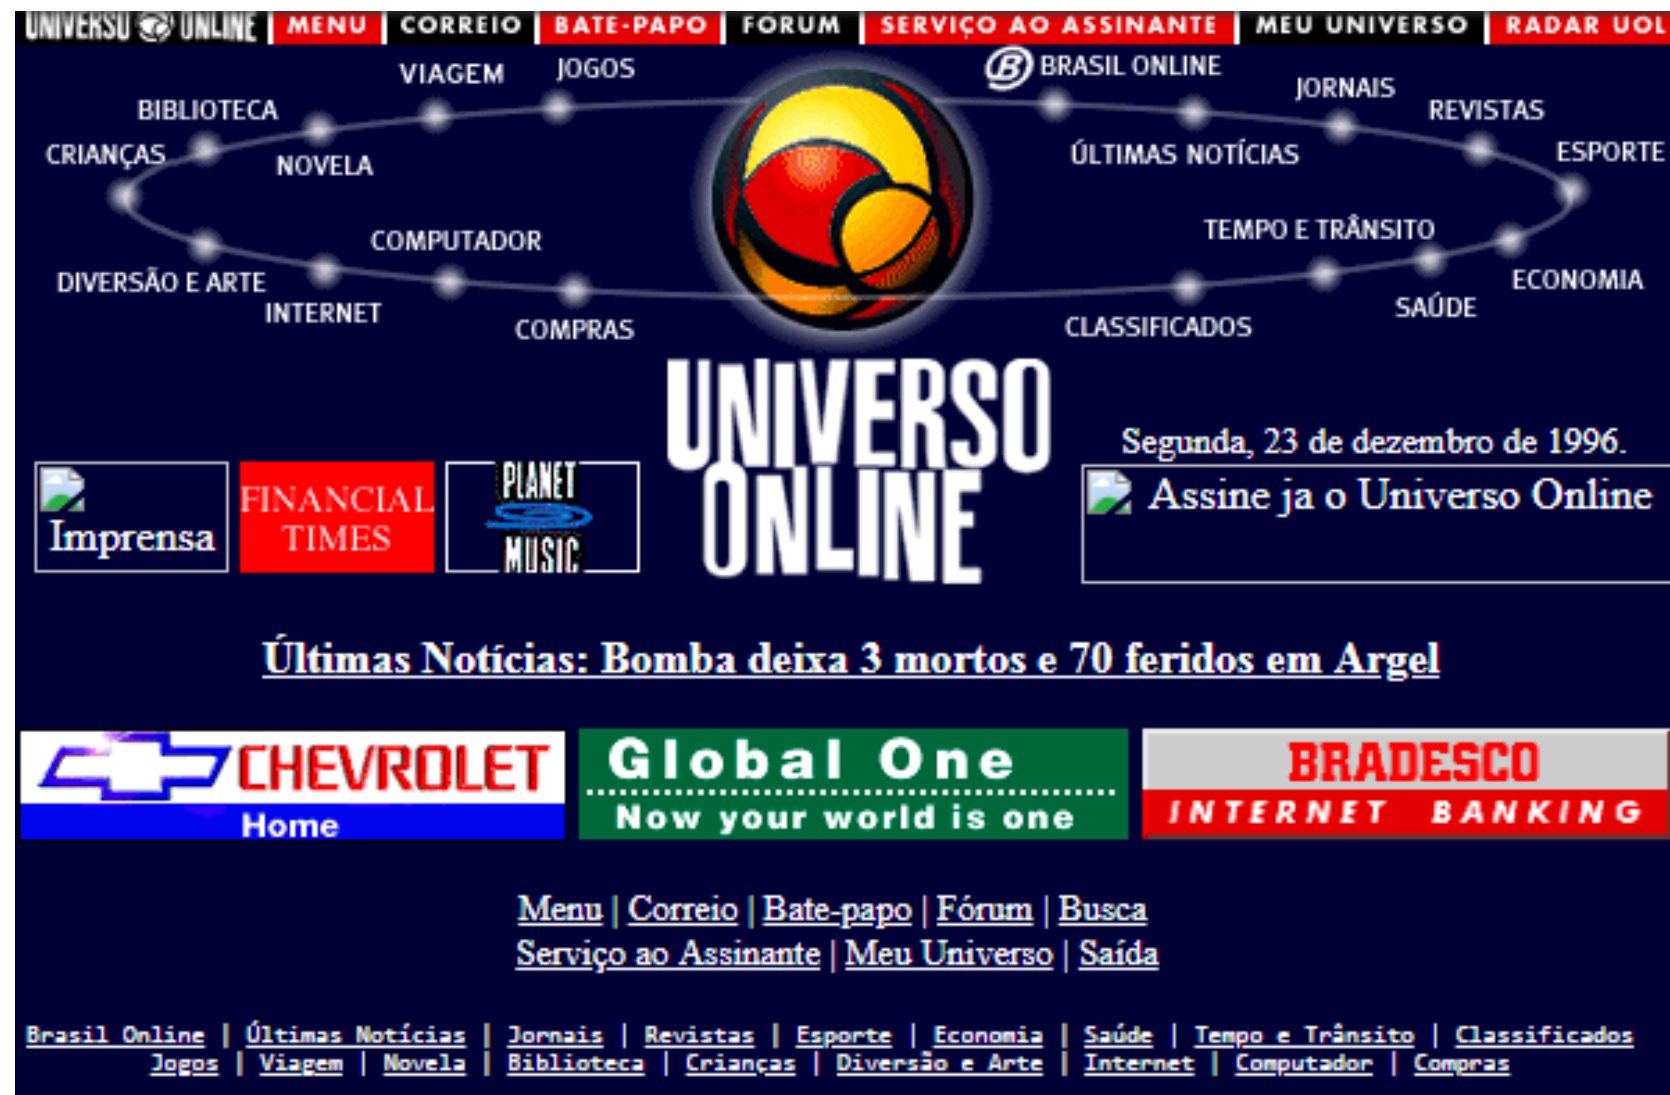 UNIVERSO ONLINE MENU CORREIO BATE-PAPO FÓRUM SERVIÇO AO ASSINANTE MEU UNIVERSO RADAR UOL
VIAGEM JOGOS BRASIL ONLINE
JORNAIS
BIBLIOTECA REVISTAS
CRIANÇAS NOVELA ÚLTIMAS NOTÍCIAS ESPORTE
COMPUTADOR TEMPO E TRÂNSITO
DIVERSÃO E ARTE ECONOMIA
INTERNET SAÚDE
COMPRAS CLASSIFICADOS
UNIVERSO
ONLINE
Segunda, 23 de dezembro de 1996.
Imprensa
FINANCIAL
TIMES
PLANET
MUSIC
Assine ja o Universo Online
Últimas Notícias: Bomba deixa 3 mortos e 70 feridos em Argel
CHEVROLET
Home
Global One
Now your world is one
BRADESCO
INTERNET BANKING
Menu | Correio | Bate-papo | Fórum | Busca
Serviço ao Assinante | Meu Universo | Saída
Brasil Online | Últimas Notícias | Jornais | Revistas | Esporte | Economia | Saúde | Tempo e Trânsito | Classificados
Jogos | Viagem | Novela | Biblioteca | Crianças | Diversão e Arte | Internet | Computador | Compras